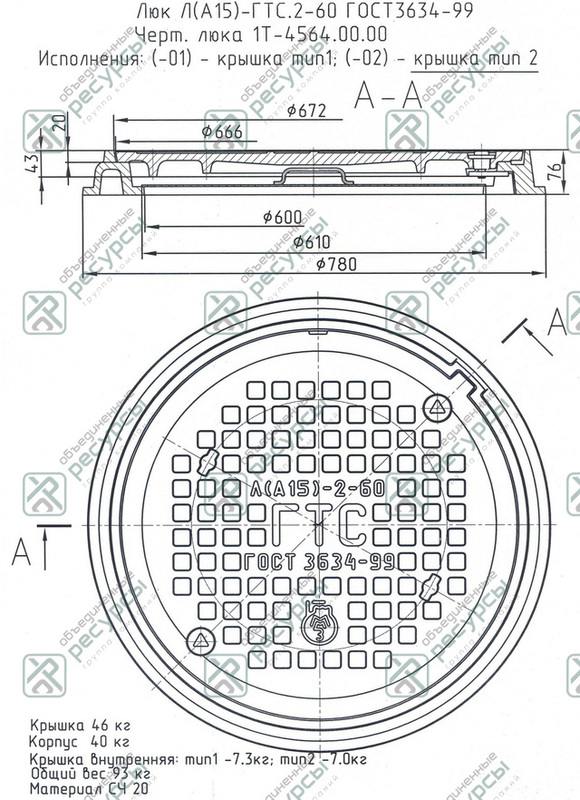 Люк Л(А15)-ГТС.2-60 ГОСТ3634-99
Черт. люка 1Т-4564.00.00
Исполнения: (-01) - крышка тип1; (-02) - крышка тип 2
А-А
ϕ672
ϕ666
20
43
76
ϕ600
ϕ610
ϕ780
А
Л(А15)-2-60
ГТС
ГОСТ 3634-99
А
З
Крышка 46 кг
Корпус 40 кг
Крышка внутренняя: тип1 -7.3кг; тип2 -7.0кг
Общий вес 93 кг
Материал СЧ 20
объединенные
РЕСУРСЫ
группа компаний